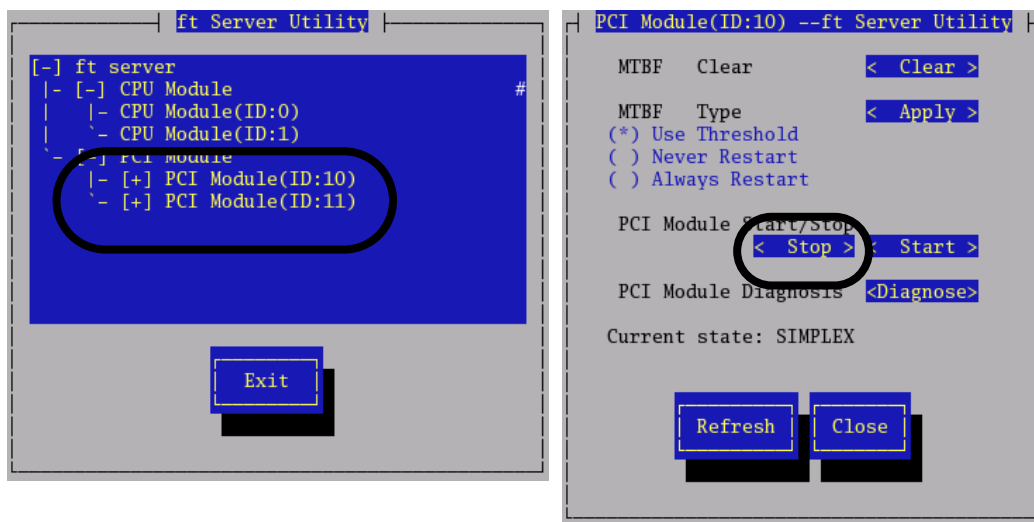 ft Server Utility
[-] ft server
|- [-] CPU Module #
| |- CPU Module(ID:0)
| `- CPU Module(ID:1)
`- [-] PCI Module
|- [+] PCI Module(ID:10)
`- [+] PCI Module(ID:11)
Exit
PCI Module(ID:10) --ft Server Utility
MTBF Clear < Clear >
MTBF Type < Apply >
(*) Use Threshold
( ) Never Restart
( ) Always Restart
PCI Module Start/Stop
< Stop > < Start >
PCI Module Diagnosis <Diagnose>
Current state: SIMPLEX
Refresh Close